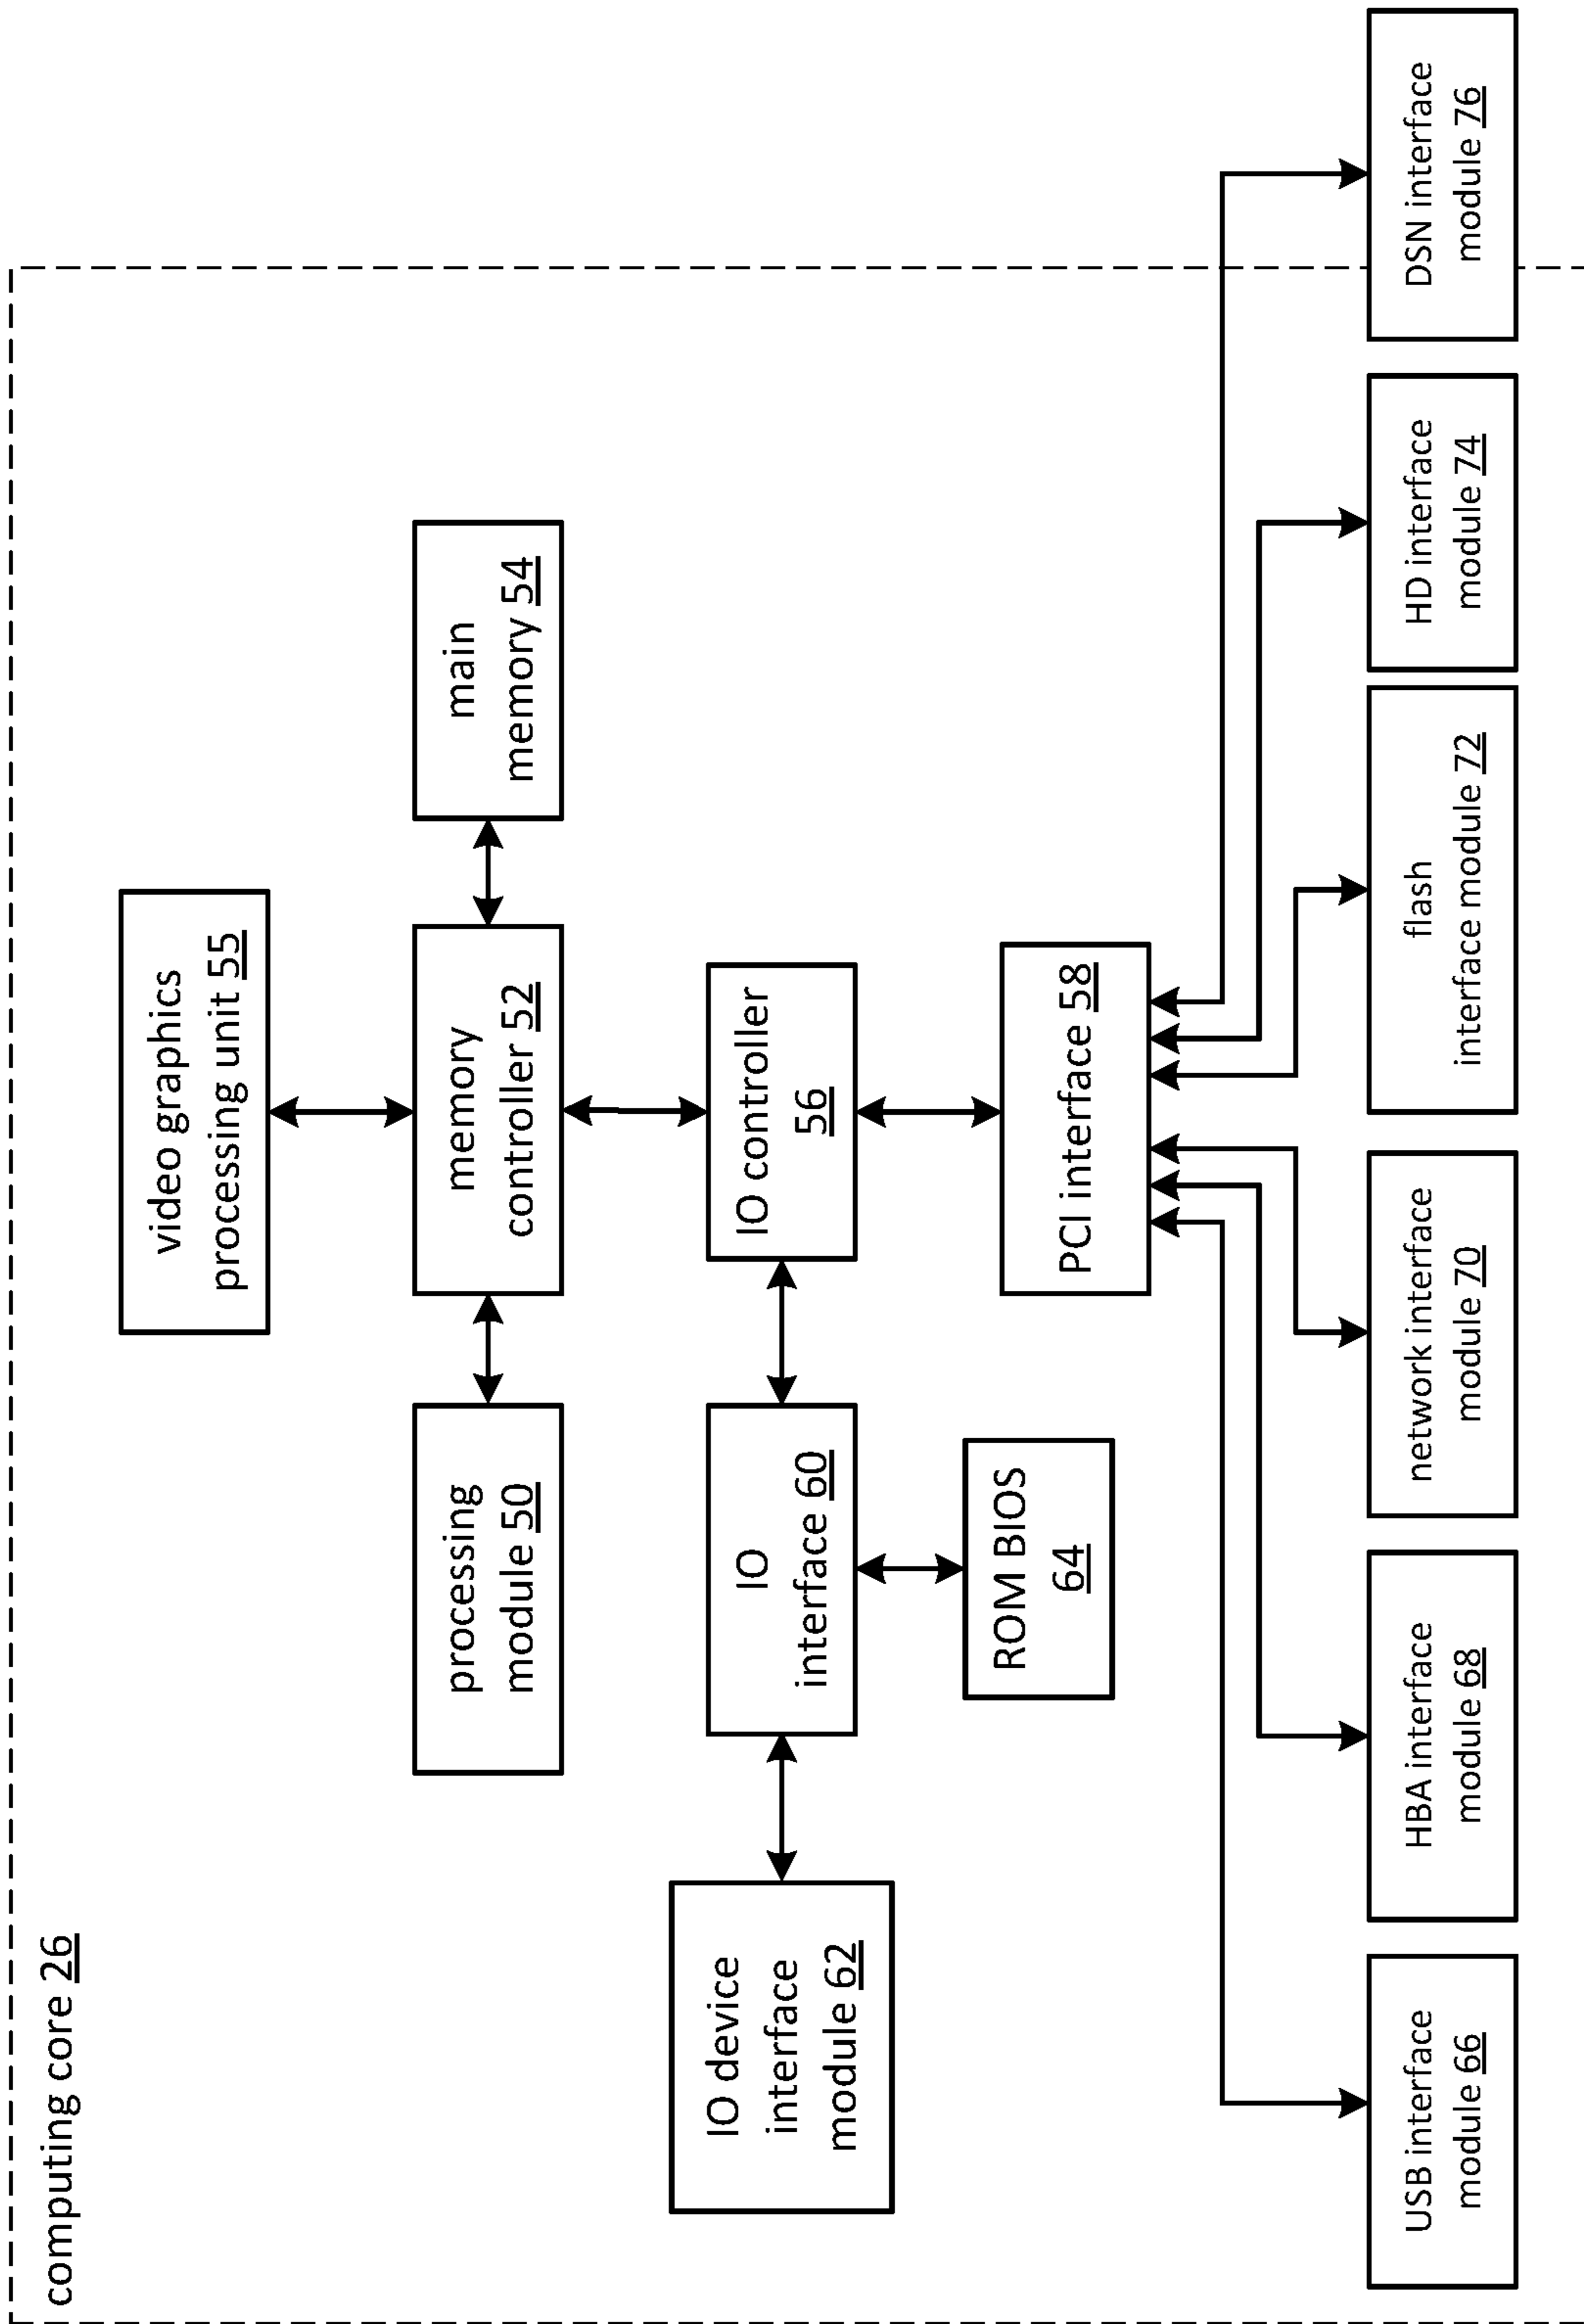 computing core 26
video graphics
processing unit 55
processing
module 50
memory
controller 52
main
memory 54
IO device
interface
module 62
IO
interface 60
IO controller
56
ROM BIOS
64
PCI interface 58
USB interface
module 66
HBA interface
module 68
network interface
module 70
flash
interface module 72
HD interface
module 74
DSN interface
module 76